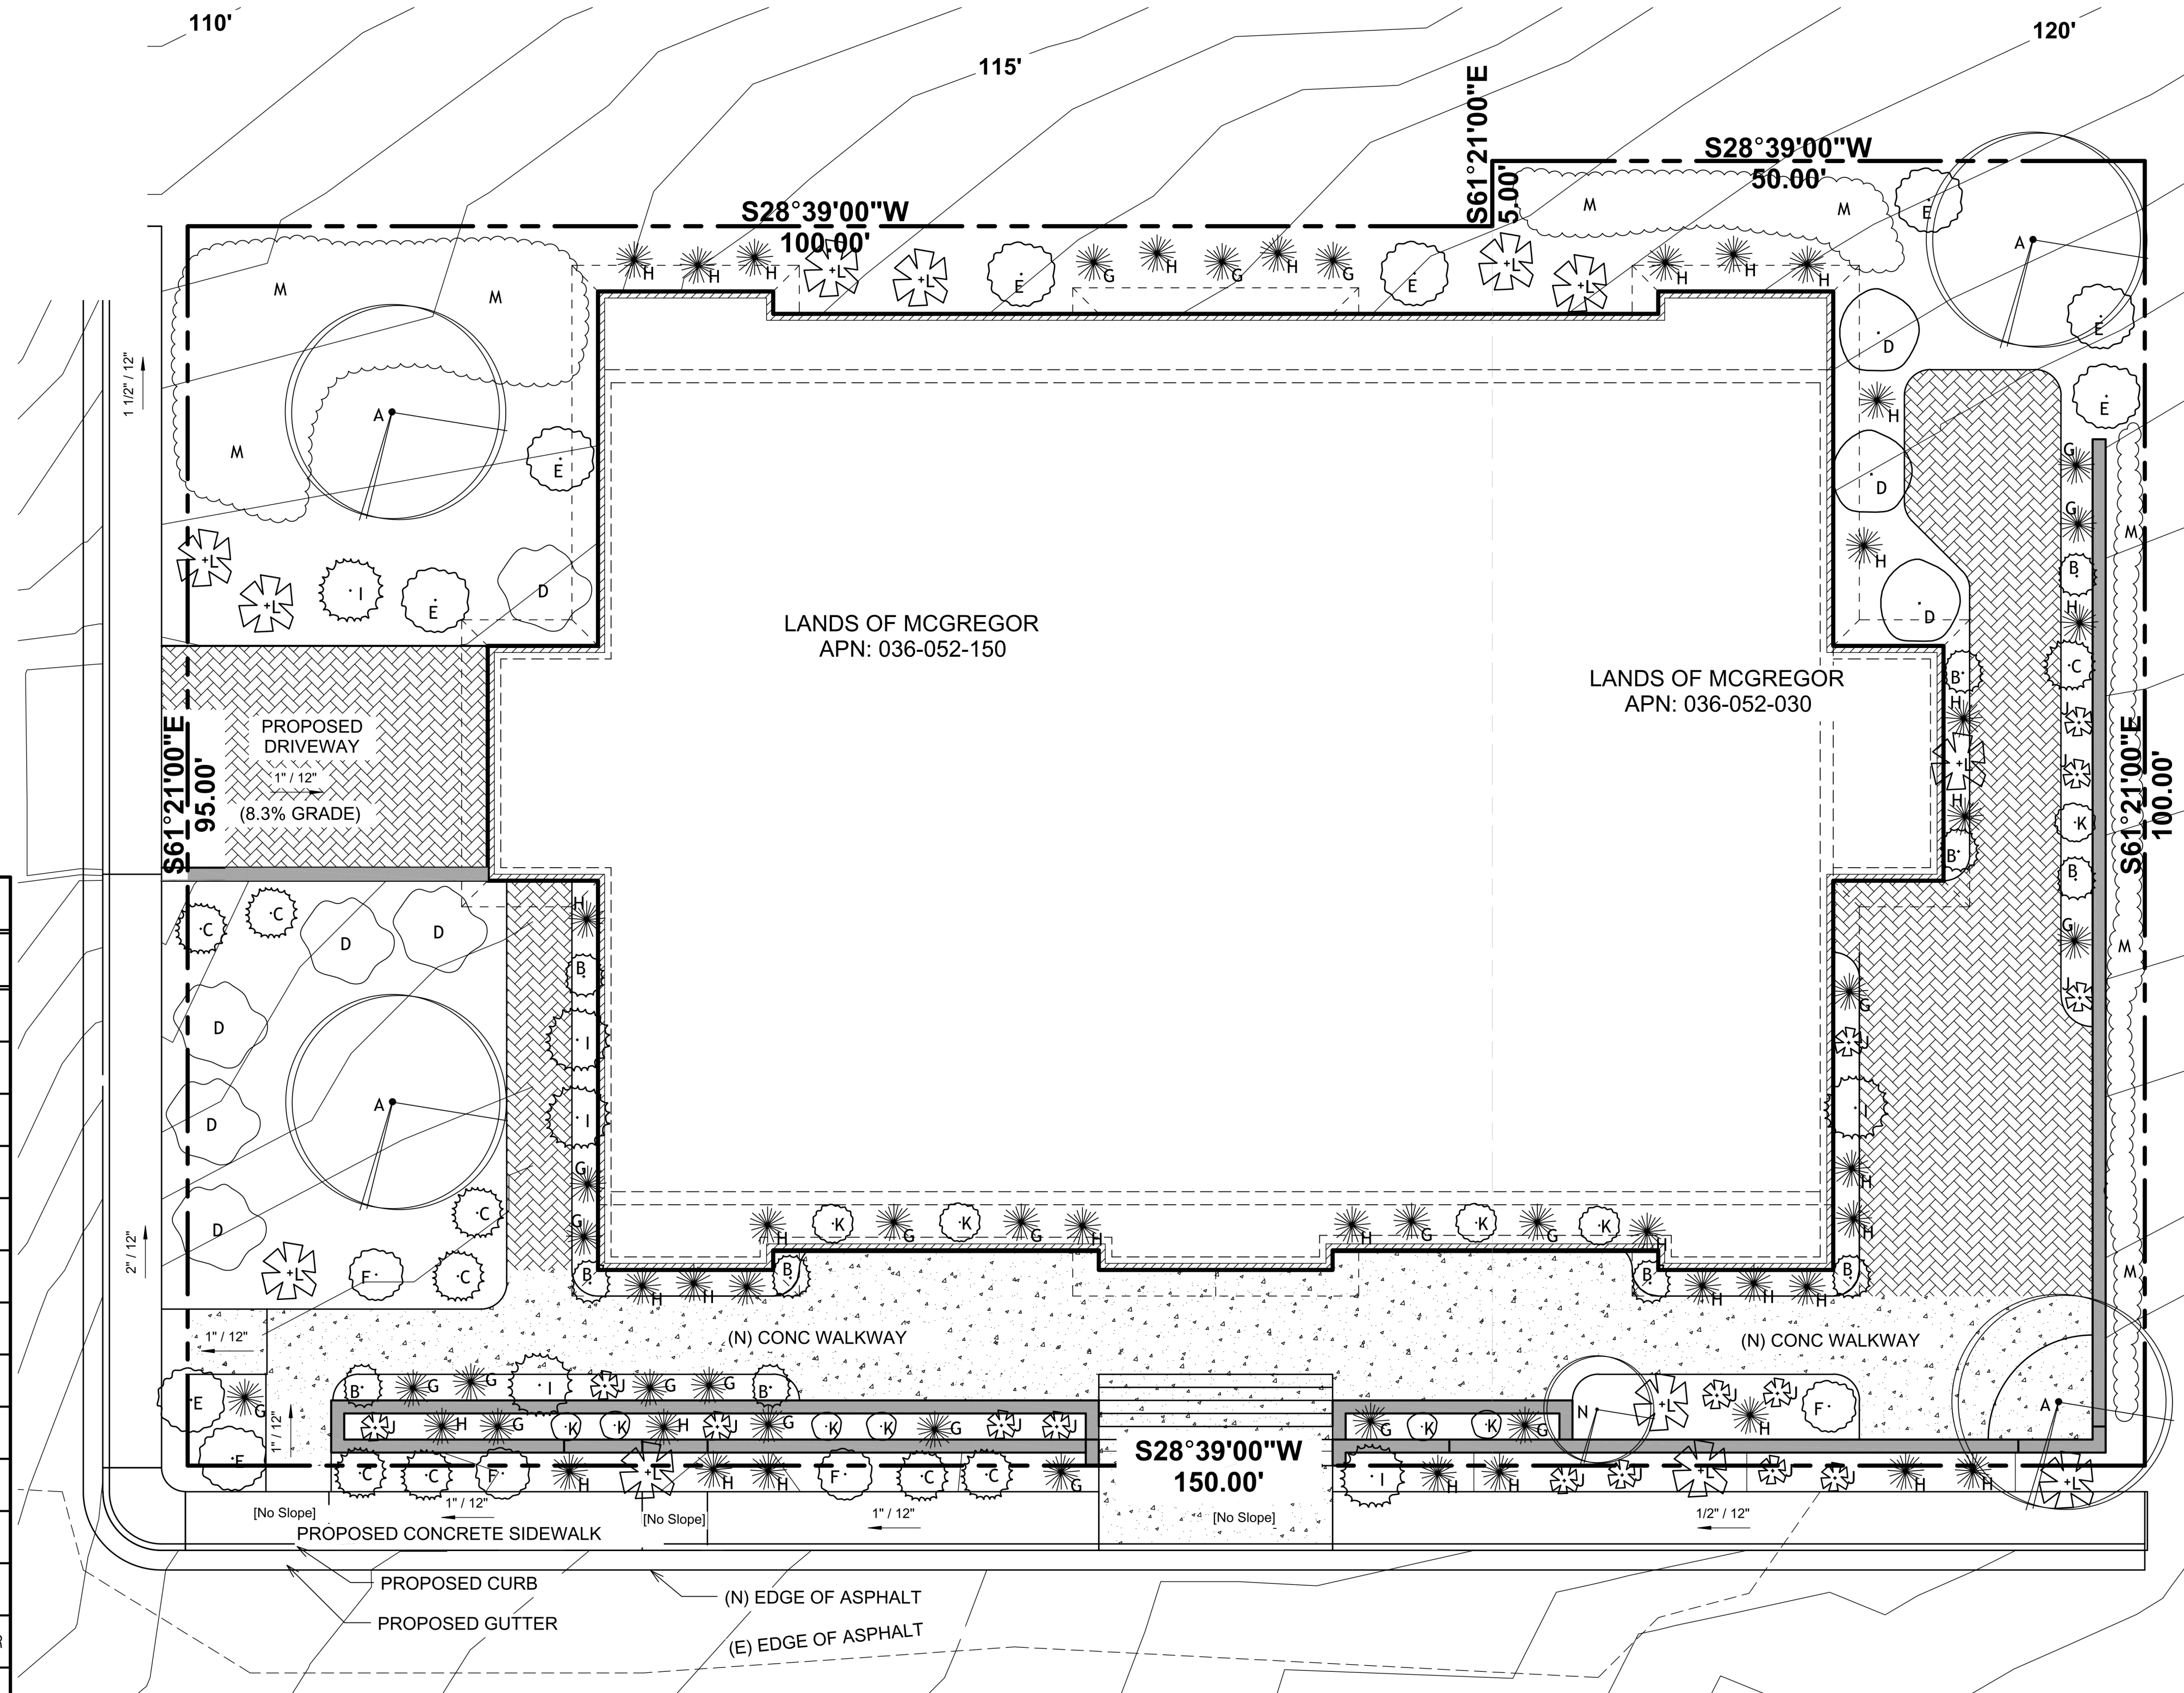 110'
115'
120'
S61°21'00"E
5.00'
S28°39'00"W
50.00'
S28°39'00"W
100.00'
M
M
E
A
M
M
H
H
H
L
L
E
G
H
G
H
G
E
L
L
H
H
H
E
D
1 1/2" / 12"
A
M
E
H
E
D
G
G
M
L
L
I
E
D
H
B
H
D
LANDS OF MCGREGOR
APN: 036-052-150
LANDS OF MCGREGOR
APN: 036-052-030
C
B
H
L
H
B
K
B
G
M
J
S61°21'00"E
95.00'
PROPOSED
DRIVEWAY
1" / 12"
(8.3% GRADE)
S61°21'00"E
100.00'
C
C
D
D
H
B
D
I
G
J
A
I
I
D
G
H
D
C
G
H
H
K
G
K
G
H
H
G
K
G
K
H
2" / 12"
L
F
C
B
H
H
H
B
B
H
H
H
B
M
1" / 12"
(N) CONC WALKWAY
(N) CONC WALKWAY
E
G
B
G
G
I
J
G
G
B
N
L
J
J
H
F
A
1" / 12"
J
H
G
K
K
H
J
G
K
K
G
J
J
G
K
K
G
E
C
C
F
H
L
H
H
F
C
C
G
S28°39'00"W
150.00'
I
H
H
J
J
L
J
J
H
H
L
[No Slope]
1" / 12"
[No Slope]
1" / 12"
[No Slope]
1/2" / 12"
PROPOSED CONCRETE SIDEWALK
PROPOSED CURB
(N) EDGE OF ASPHALT
PROPOSED GUTTER
(E) EDGE OF ASPHALT